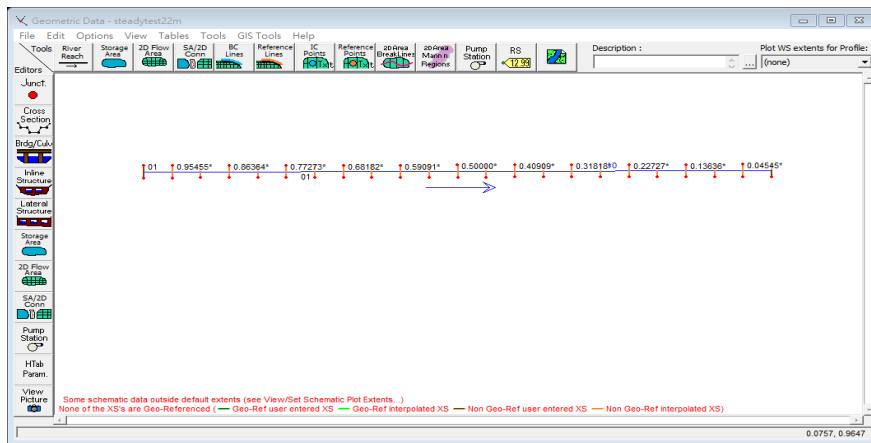 Geometric Data - steadytest22m
File Edit Options View Tables Tools GIS Tools Help
Tools River Reach Storage Area 2D Flow Area SA/2D Conn BC Lines Reference Lines IC Points Reference Points 2D Area BreakLines 2D Area Mann n Regions Pump Station RS 12.99 Description : ... Plot WS extents for Profile: (none)
Editors
Junct.
Cross Section
Brdg/Culv
Inline Structure
Lateral Structure
Storage Area
2D Flow Area
SA/2D Conn
Pump Station
HTab Param.
View Picture
01 0.95455* 0.86364* 0.77273* 0.68182* 0.59091* 0.50000* 0.40909* 0.31818* 0.22727* 0.13636* 0.04545*
01
Some schematic data outside default extents (see View/Set Schematic Plot Extents...)
None of the XS's are Geo-Referenced ( Geo-Ref user entered XS Geo-Ref interpolated XS Non Geo-Ref user entered XS Non Geo-Ref interpolated XS)
0.0757, 0.9647